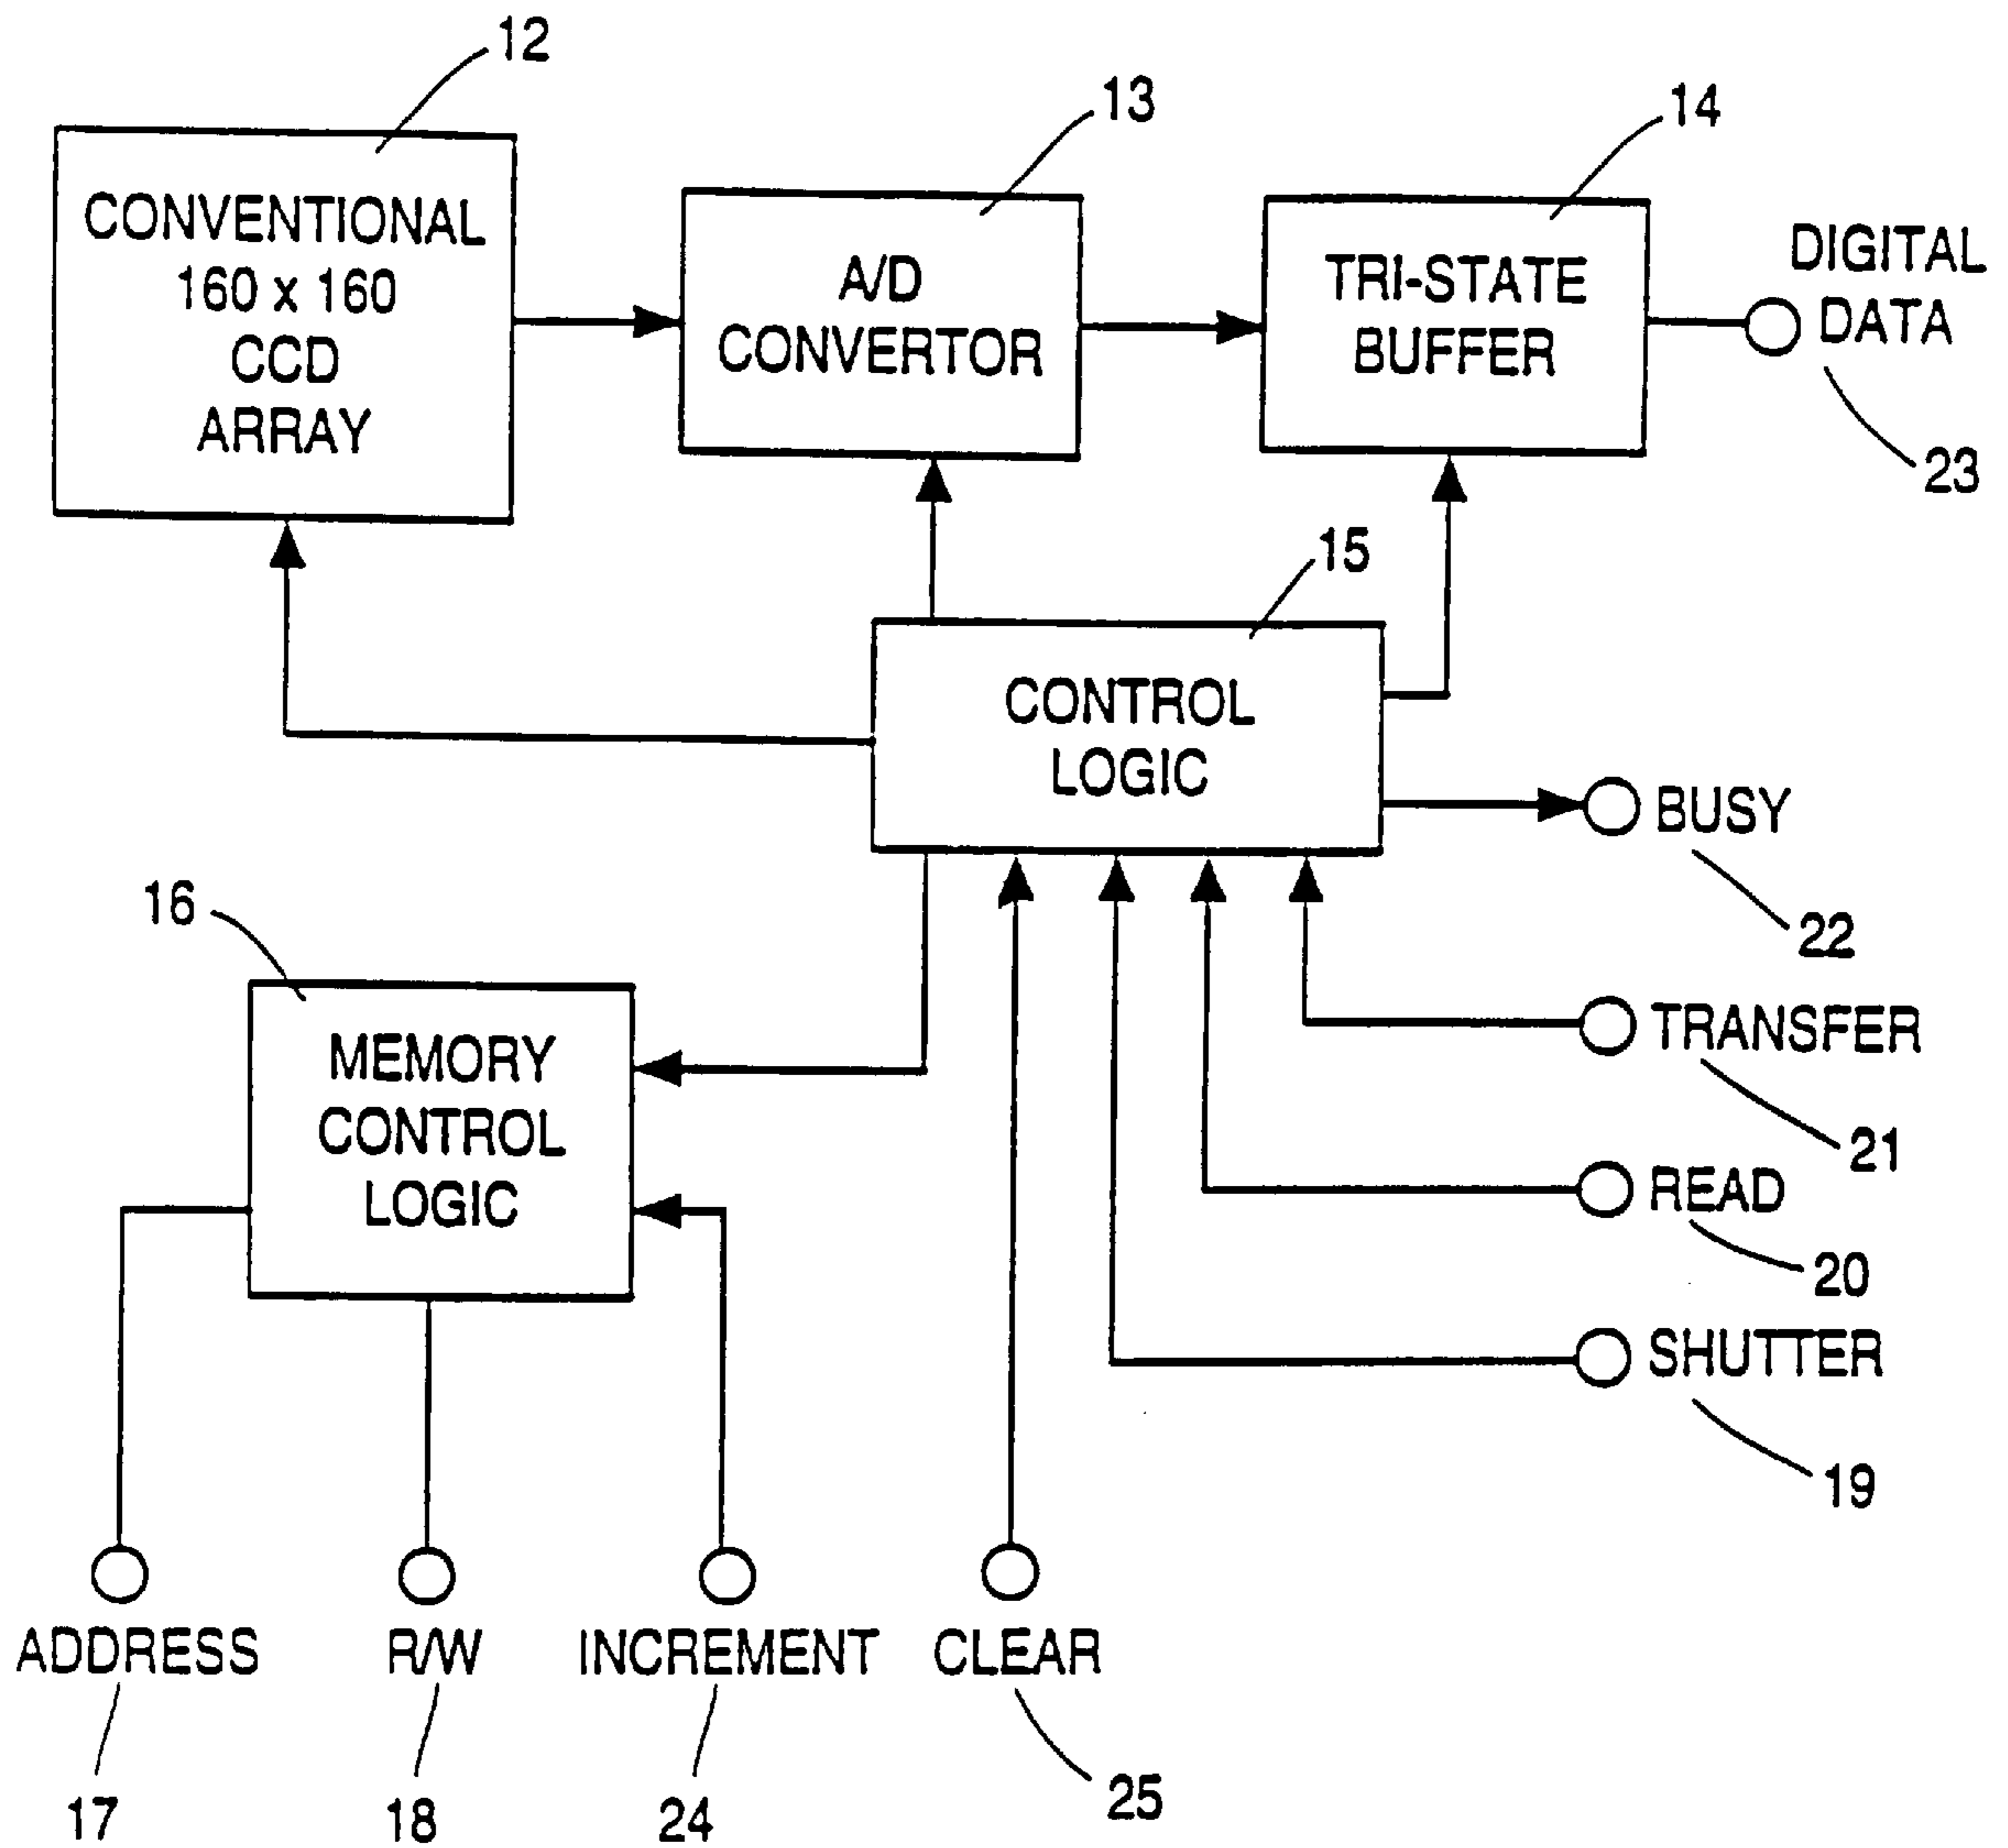 12
13
14
CONVENTIONAL
160 x 160
CCD
ARRAY
A/D
CONVERTOR
TRI-STATE
BUFFER
DIGITAL
DATA
23
15
CONTROL
LOGIC
BUSY
22
16
MEMORY
CONTROL
LOGIC
TRANSFER
21
READ
20
SHUTTER
19
ADDRESS
R/W
INCREMENT
CLEAR
17
18
24
25